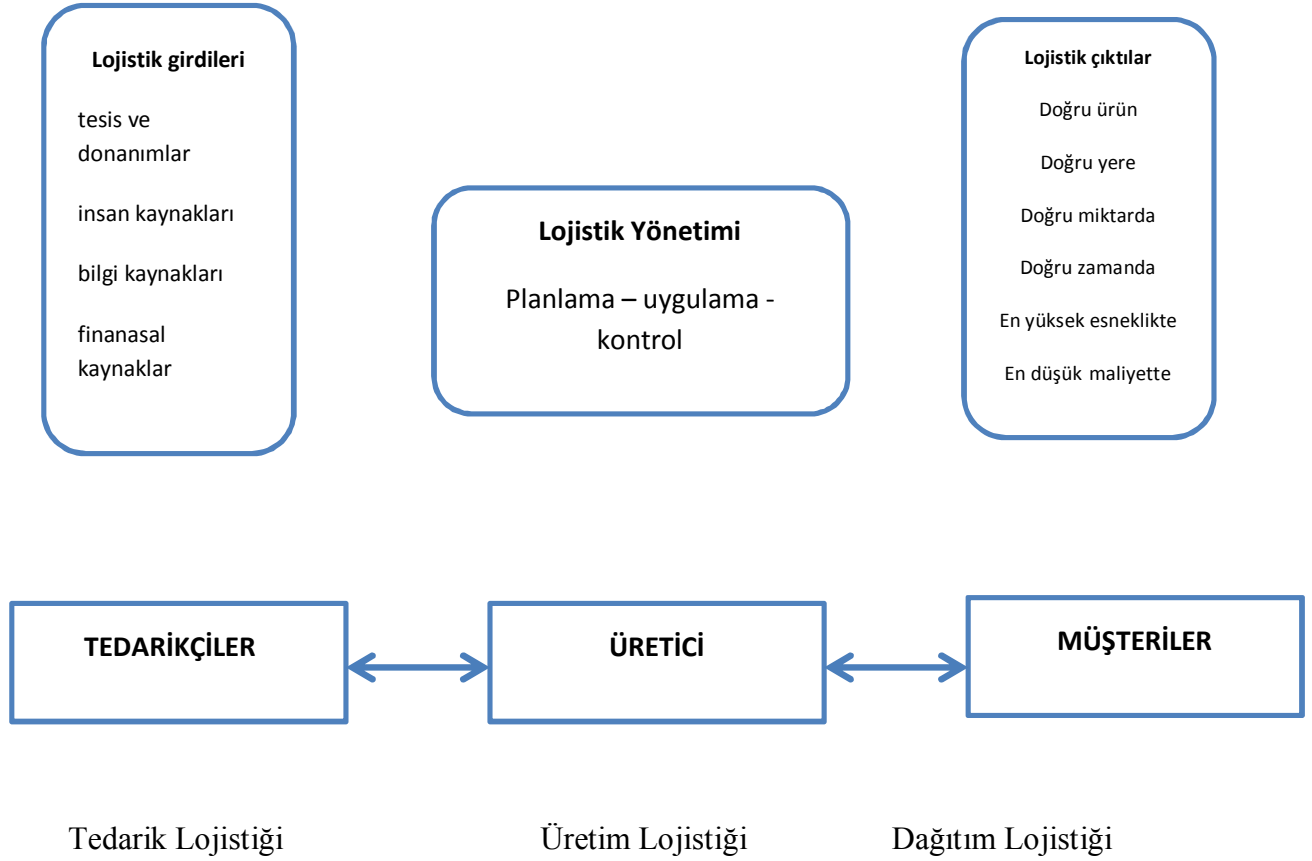 Lojistik girdileri
tesis ve
donanımlar
insan kaynakları
bilgi kaynakları
finanasal
kaynaklar
Lojistik Yönetimi
Planlama – uygulama -
kontrol
Lojistik çıktılar
Doğru ürün
Doğru yere
Doğru miktarda
Doğru zamanda
En yüksek esneklikte
En düşük maliyette
TEDARİKÇİLER
ÜRETİCİ
MÜŞTERİLER
Tedarik Lojistiği
Üretim Lojistiği
Dağıtım Lojistiği